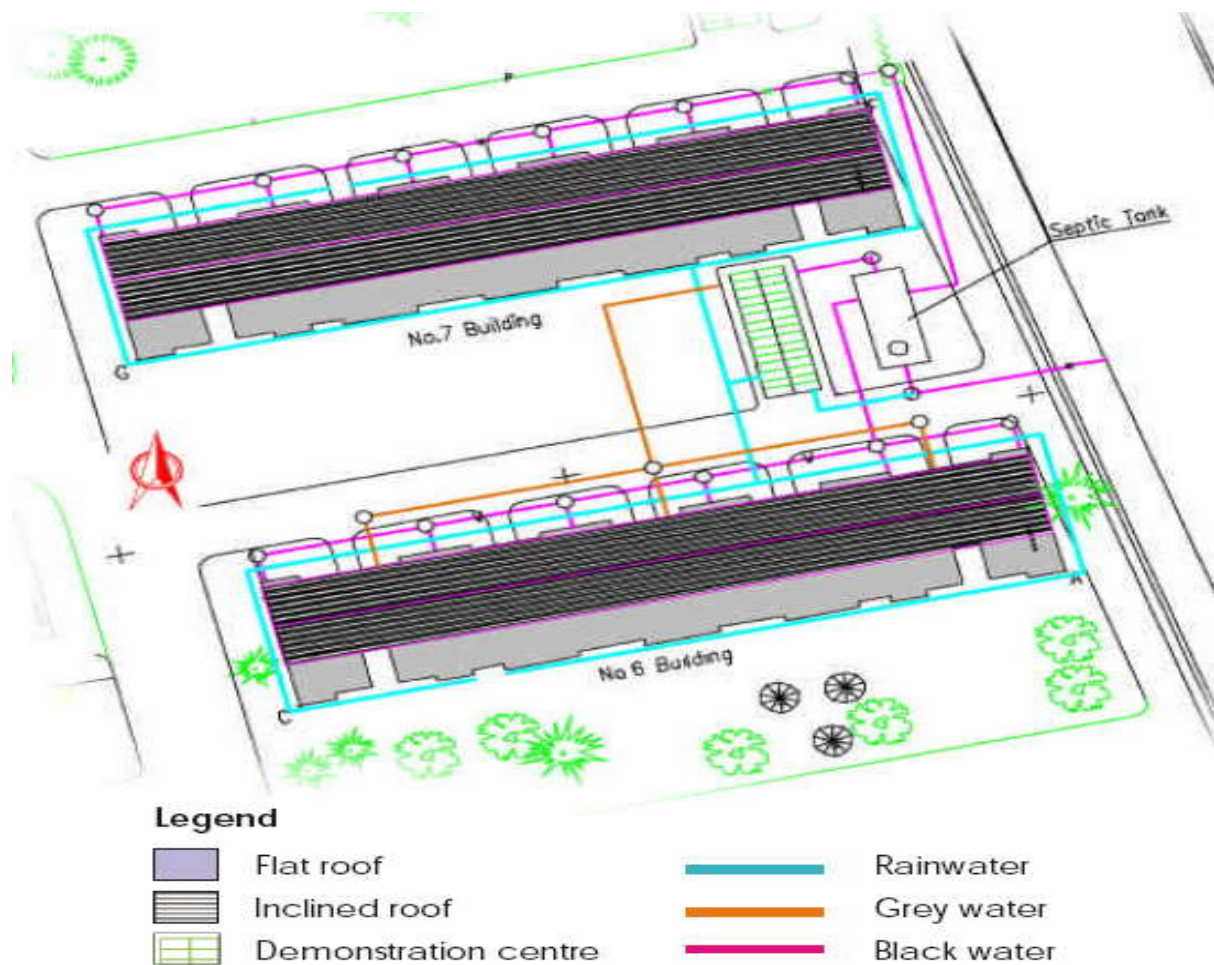 Septic Tank
No.7 Building
G
No 6 Building
A
C
Legend
Flat roof
Inclined roof
Demonstration centre
Rainwater
Grey water
Black water